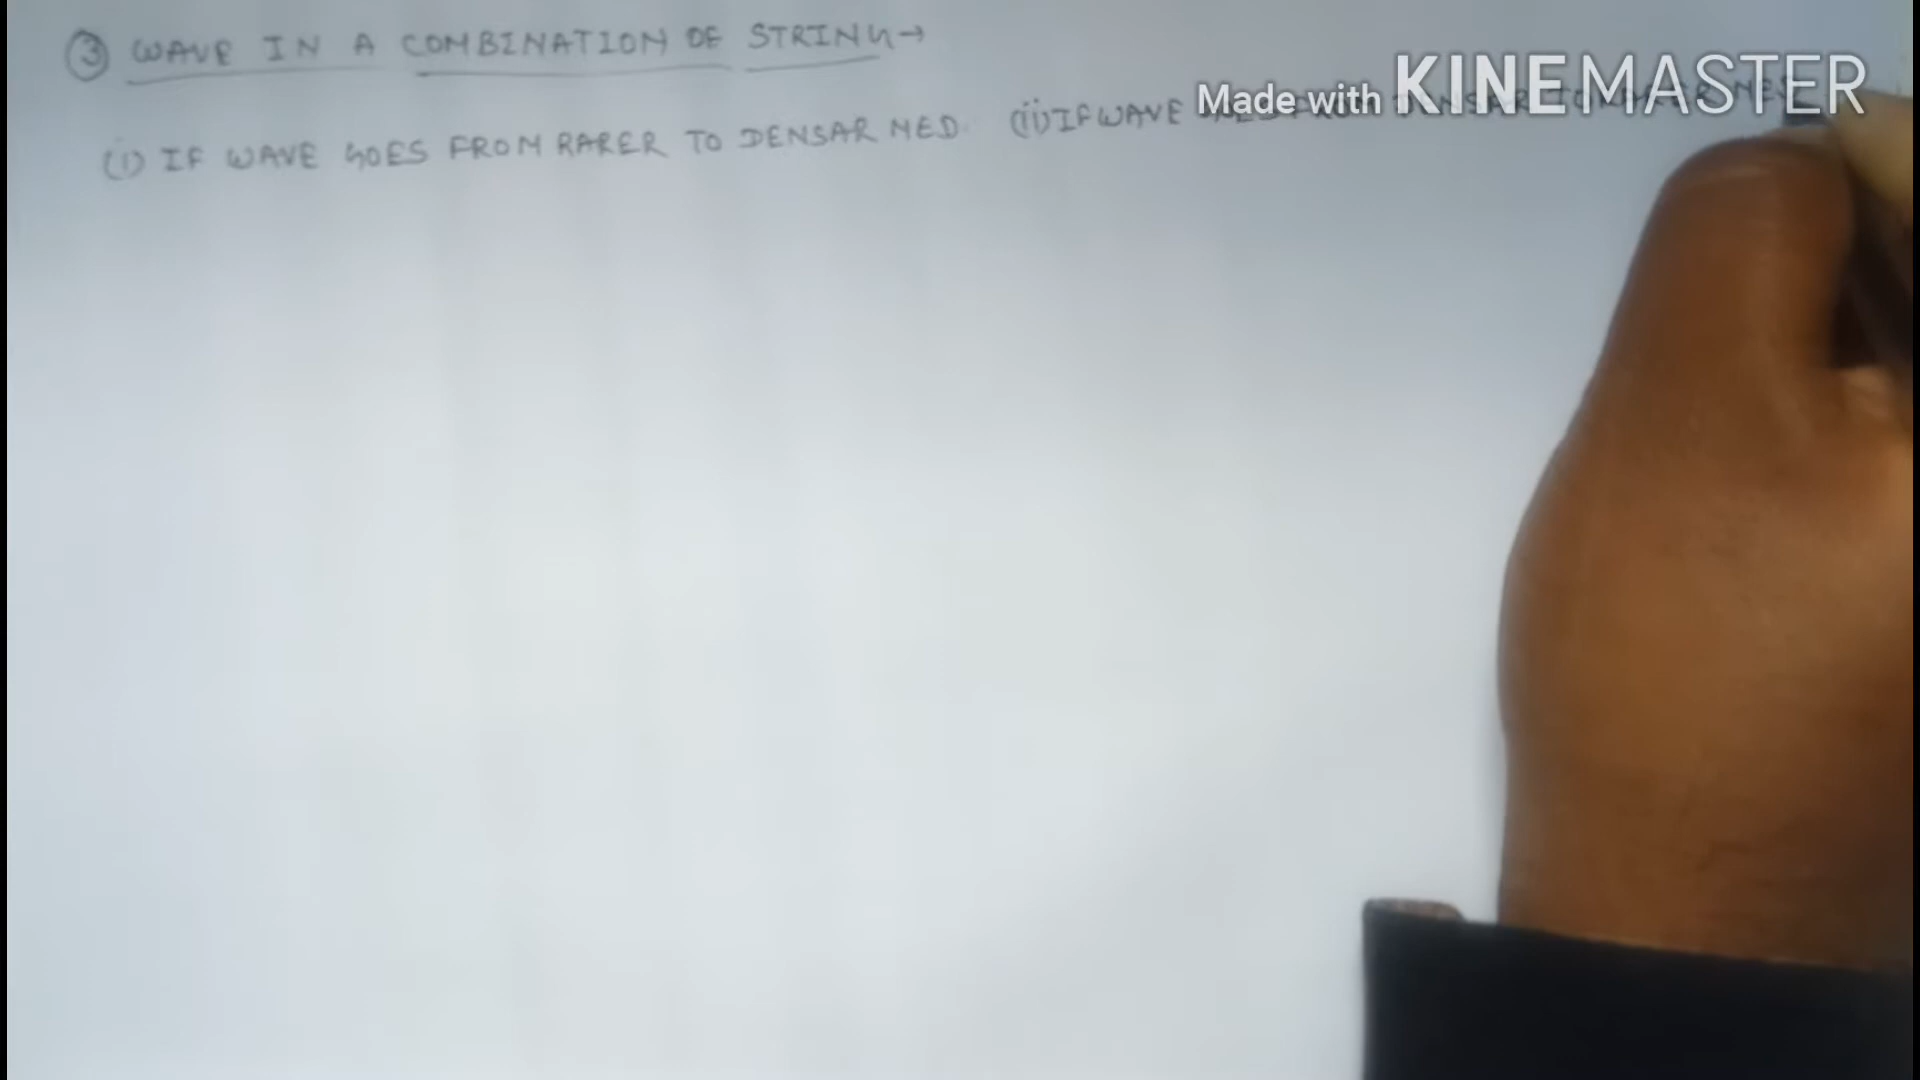 ③ WAVE IN A COMBINATION OF STRING→
Made with KINEMASTER
(i) IF WAVE GOES FROM RARER TO DENSAR MED. (ii) IF WAVE